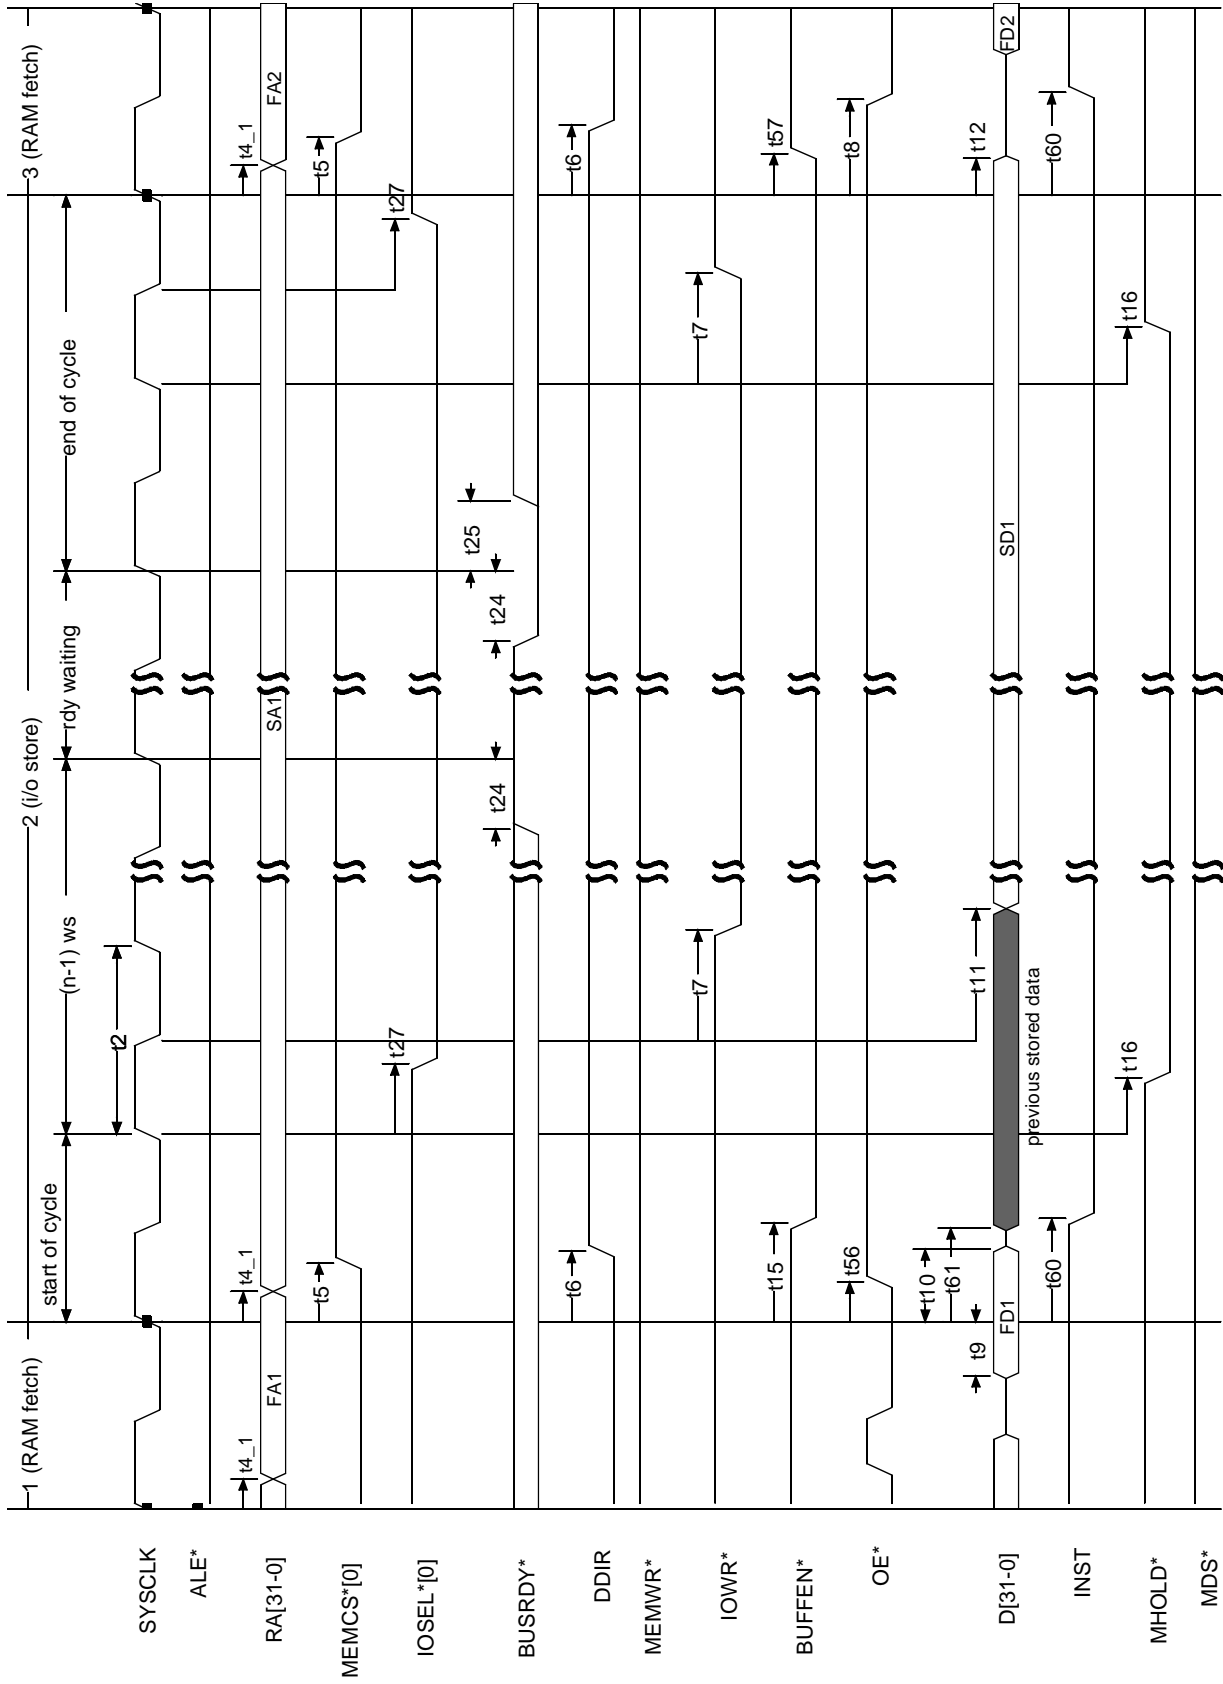 1 (RAM fetch)
2 (i/o store)
3 (RAM fetch)
start of cycle
(n-1) ws
rdy waiting
end of cycle
t2
SYSCLK
ALE*
t4_1
t4_1
t4_1
RA[31-0]
FA1
SA1
FA2
t5
t5
MEMCS*[0]
t27
t27
IOSEL*[0]
t24
t24
t25
BUSRDY*
t6
t6
DDIR
MEMWR*
t7
t7
IOWR*
t15
t57
BUFFEN*
t56
t8
OE*
t10
t61
t9
t11
t12
D[31-0]
FD1
SD1
FD2
previous stored data
t60
t60
INST
t16
t16
MHOLD*
MDS*